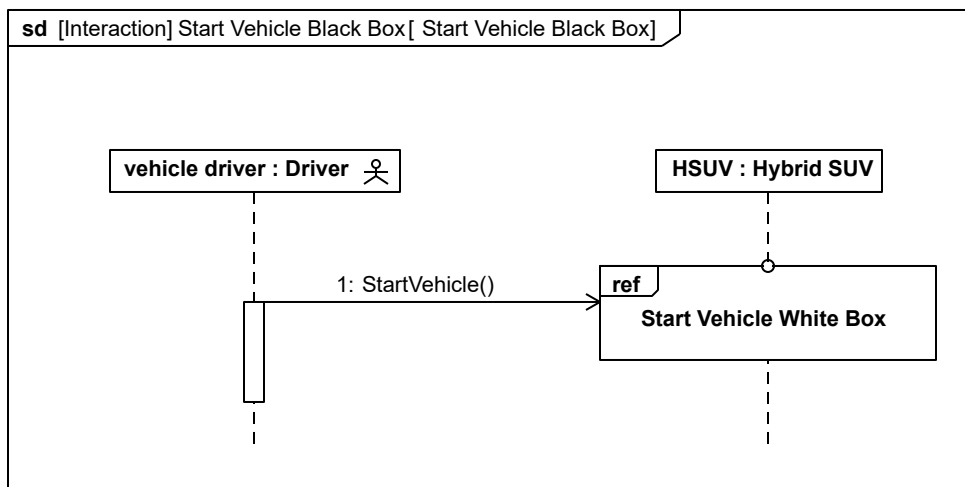 sd [Interaction] Start Vehicle Black Box[ Start Vehicle Black Box]
vehicle driver : Driver
HSUV : Hybrid SUV
1: StartVehicle()
ref
Start Vehicle White Box